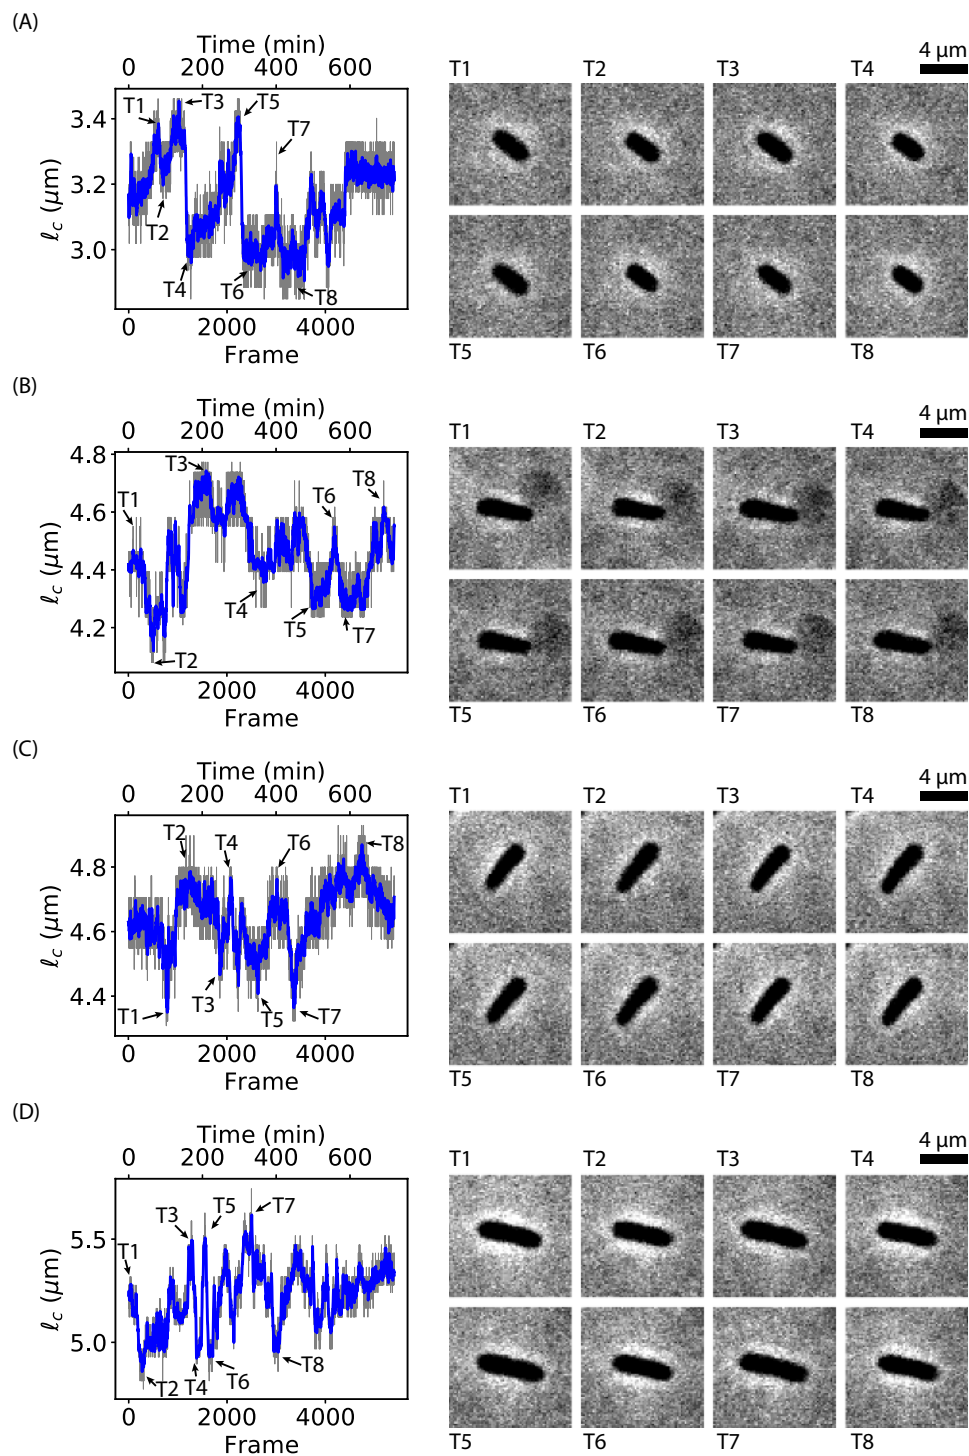 (A)
Time (min)
0 200 400 600
4 μm
T1 T2 T3 T4
3.4
3.2
3.0
ℓc (μm)
T1
T2
T3
T4
T5
T6
T7
T8
0 2000 4000
Frame
T5 T6 T7 T8
(B)
Time (min)
0 200 400 600
4 μm
T1 T2 T3 T4
4.8
4.6
4.4
4.2
ℓc (μm)
T1
T2
T3
T4
T5
T6
T7
T8
0 2000 4000
Frame
T5 T6 T7 T8
(C)
Time (min)
0 200 400 600
4 μm
T1 T2 T3 T4
4.8
4.6
4.4
ℓc (μm)
T1
T2
T3
T4
T5
T6
T7
T8
0 2000 4000
Frame
T5 T6 T7 T8
(D)
Time (min)
0 200 400 600
4 μm
T1 T2 T3 T4
5.5
5.0
ℓc (μm)
T1
T2
T3
T4
T5
T6
T7
T8
0 2000 4000
Frame
T5 T6 T7 T8